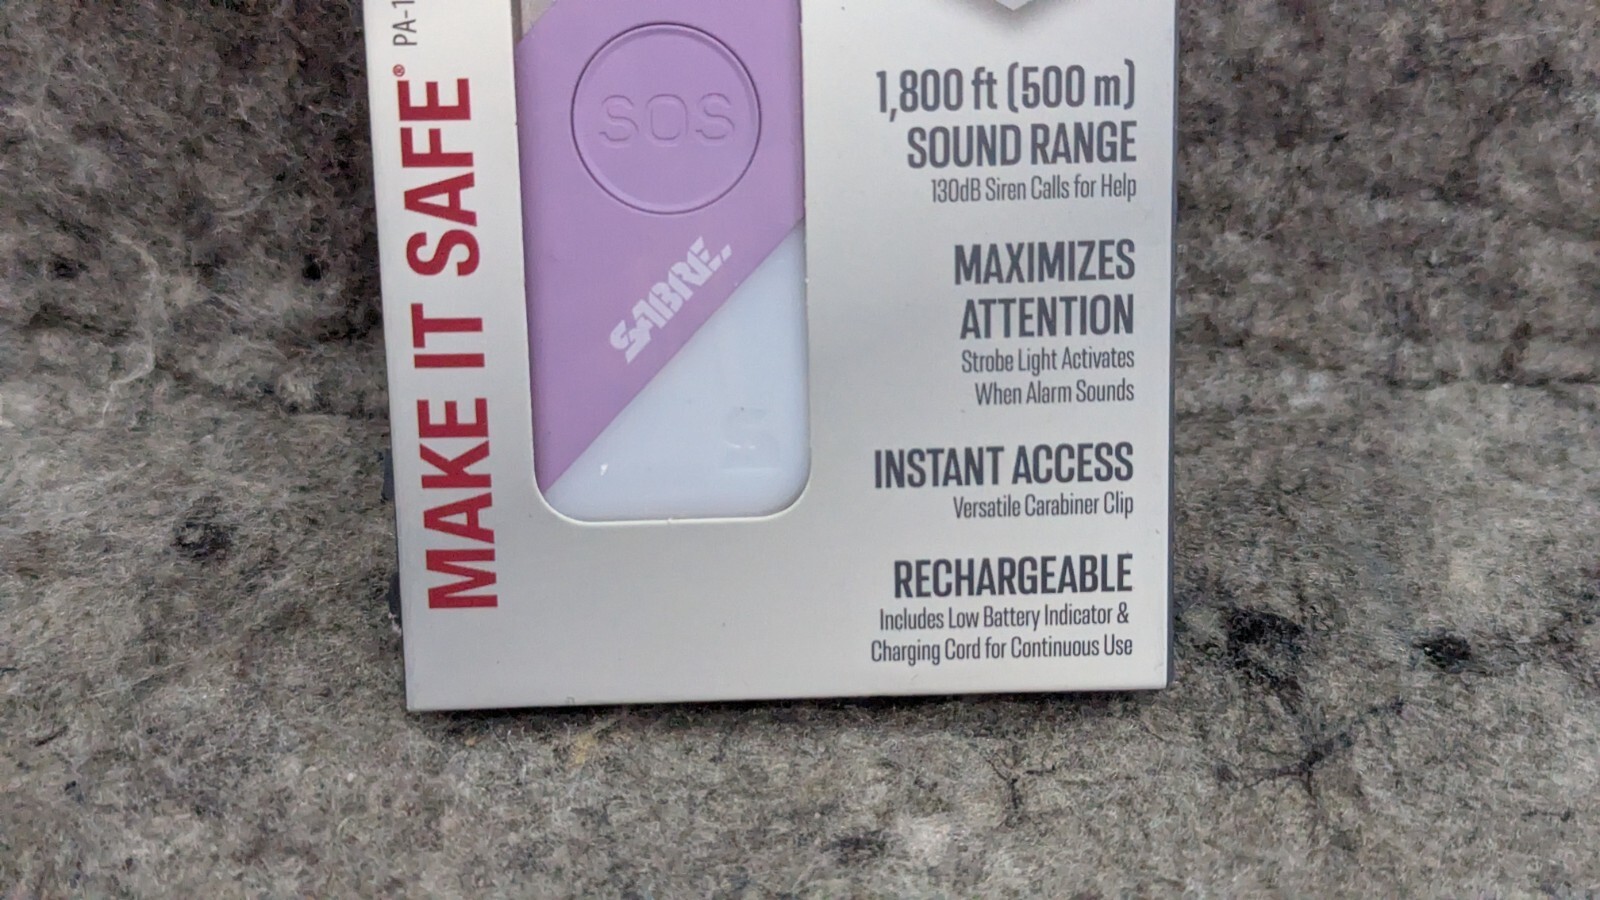 MAKE IT SAFE®
SOS
SABRE
1,800 ft (500 m)
SOUND RANGE
130dB Siren Calls for Help
MAXIMIZES
ATTENTION
Strobe Light Activates
When Alarm Sounds
INSTANT ACCESS
Versatile Carabiner Clip
RECHARGEABLE
Includes Low Battery Indicator &
Charging Cord for Continuous Use